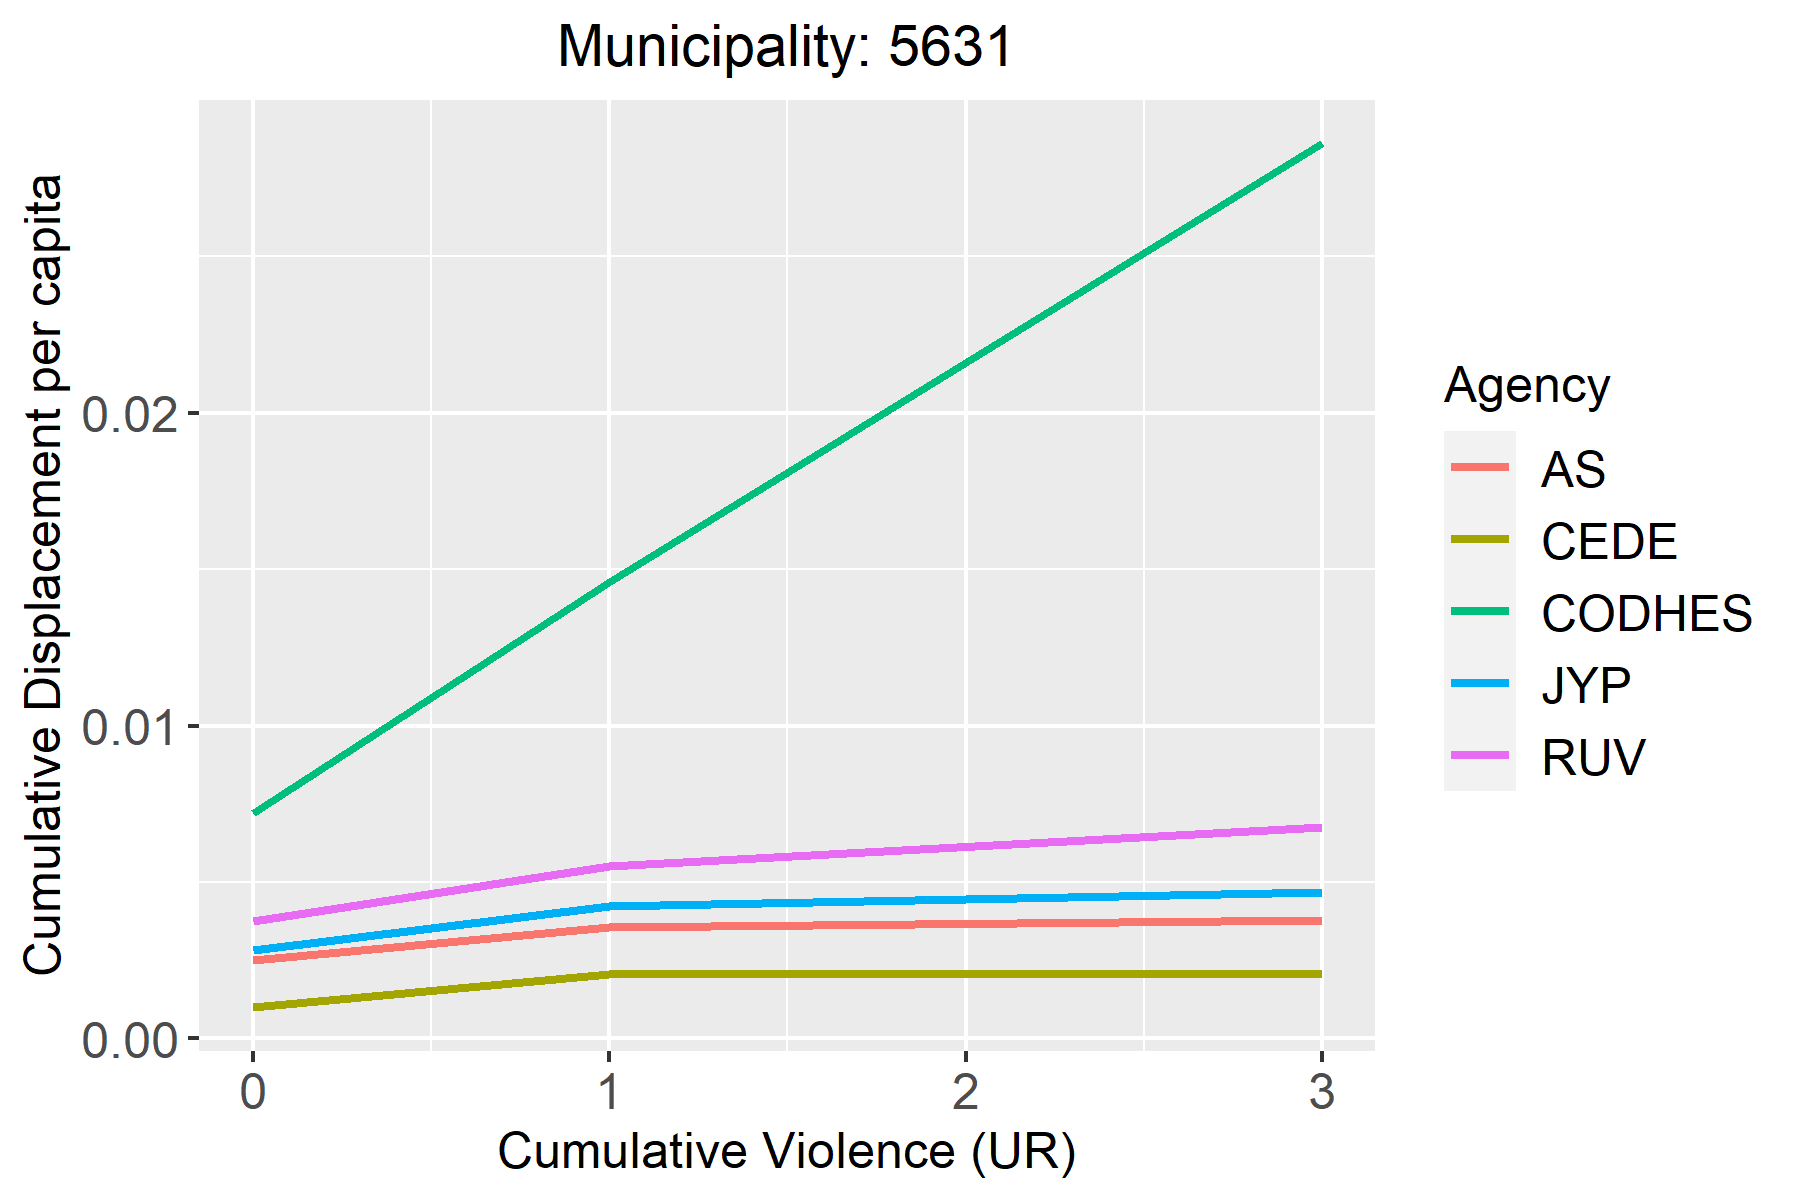 Municipality: 5631
Cumulative Displacement per capita
0.02
0.01
0.00
0 1 2 3
Cumulative Violence (UR)
Agency
AS
CEDE
CODHES
JYP
RUV